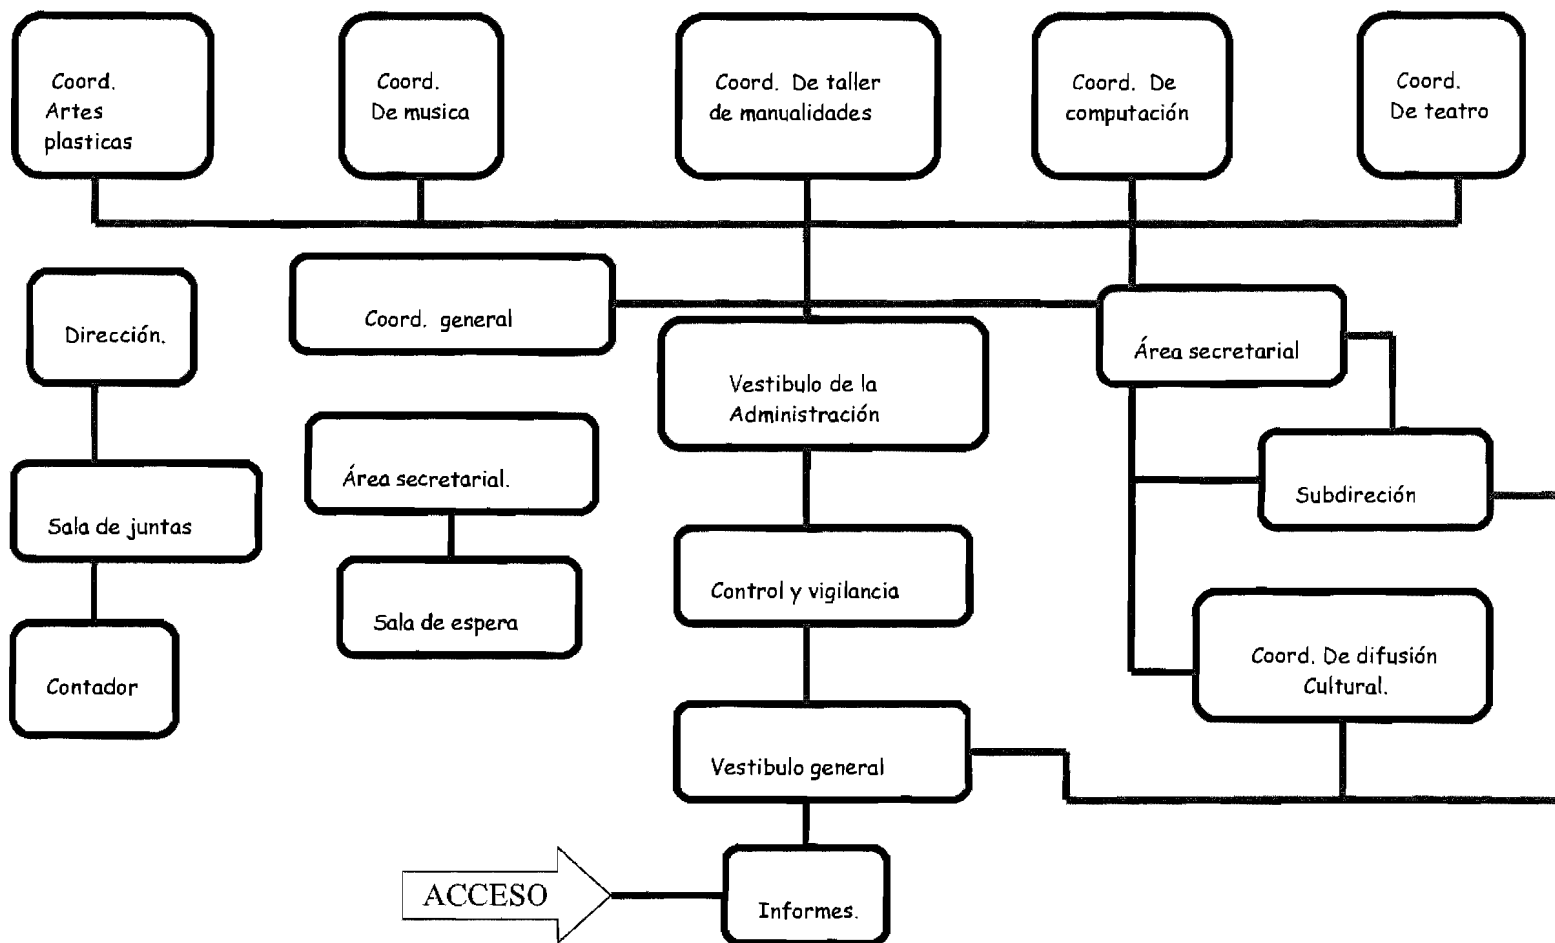 Coord.
Artes
plasticas
Coord.
De musica
Coord. De taller
de manualidades
Coord. De
computación
Coord.
De teatro
Dirección.
Coord. general
Área secretarial
Vestibulo de la
Administración
Área secretarial.
Subdireción
Sala de juntas
Control y vigilancia
Sala de espera
Coord. De difusión
Cultural.
Contador
Vestibulo general
ACCESO
Informes.